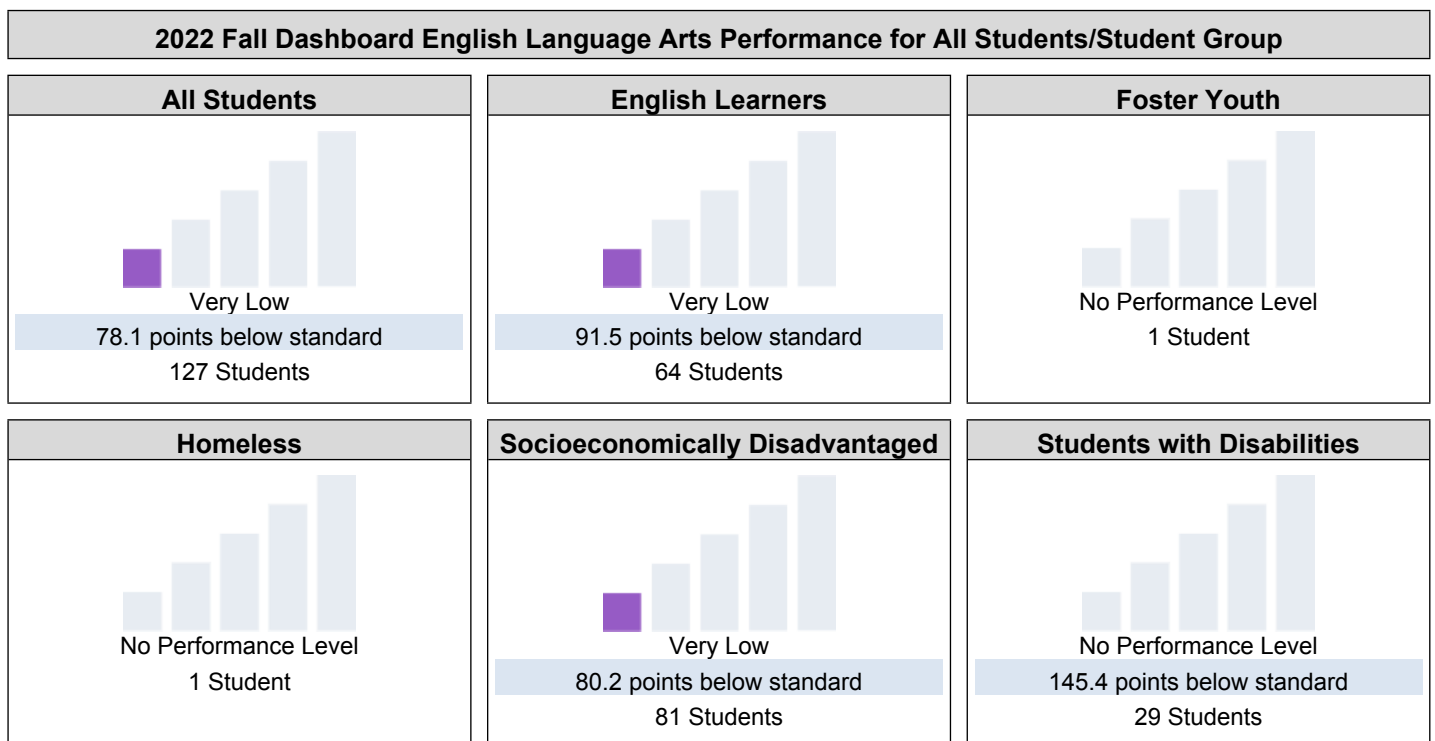 2022 Fall Dashboard English Language Arts Performance for All Students/Student Group
All Students
Very Low
78.1 points below standard
127 Students
English Learners
Very Low
91.5 points below standard
64 Students
Foster Youth
No Performance Level
1 Student
Homeless
No Performance Level
1 Student
Socioeconomically Disadvantaged
Very Low
80.2 points below standard
81 Students
Students with Disabilities
No Performance Level
145.4 points below standard
29 Students